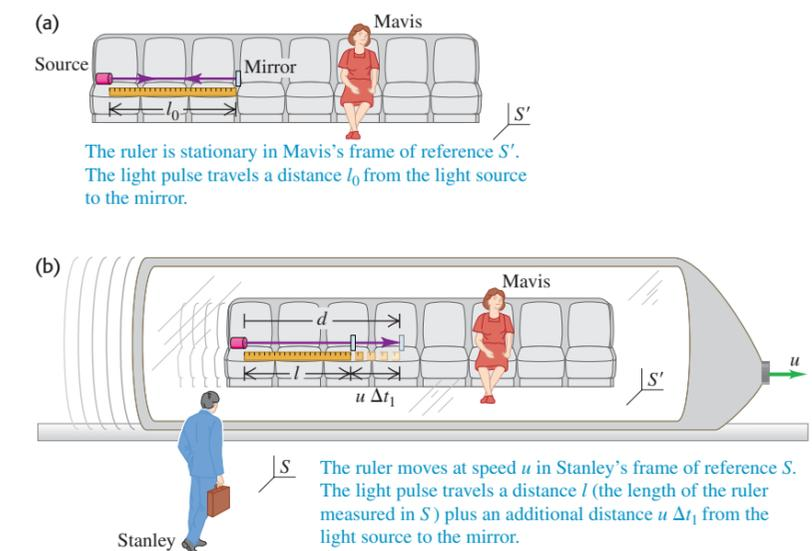 (a)
Mavis
Source
Mirror
l₀
S′
The ruler is stationary in Mavis’s frame of reference S′.
The light pulse travels a distance l₀ from the light source
to the mirror.
(b)
Mavis
d
u
l
S′
u Δt₁
S
The ruler moves at speed u in Stanley’s frame of reference S.
The light pulse travels a distance l (the length of the ruler
measured in S) plus an additional distance u Δt₁ from the
light source to the mirror.
Stanley